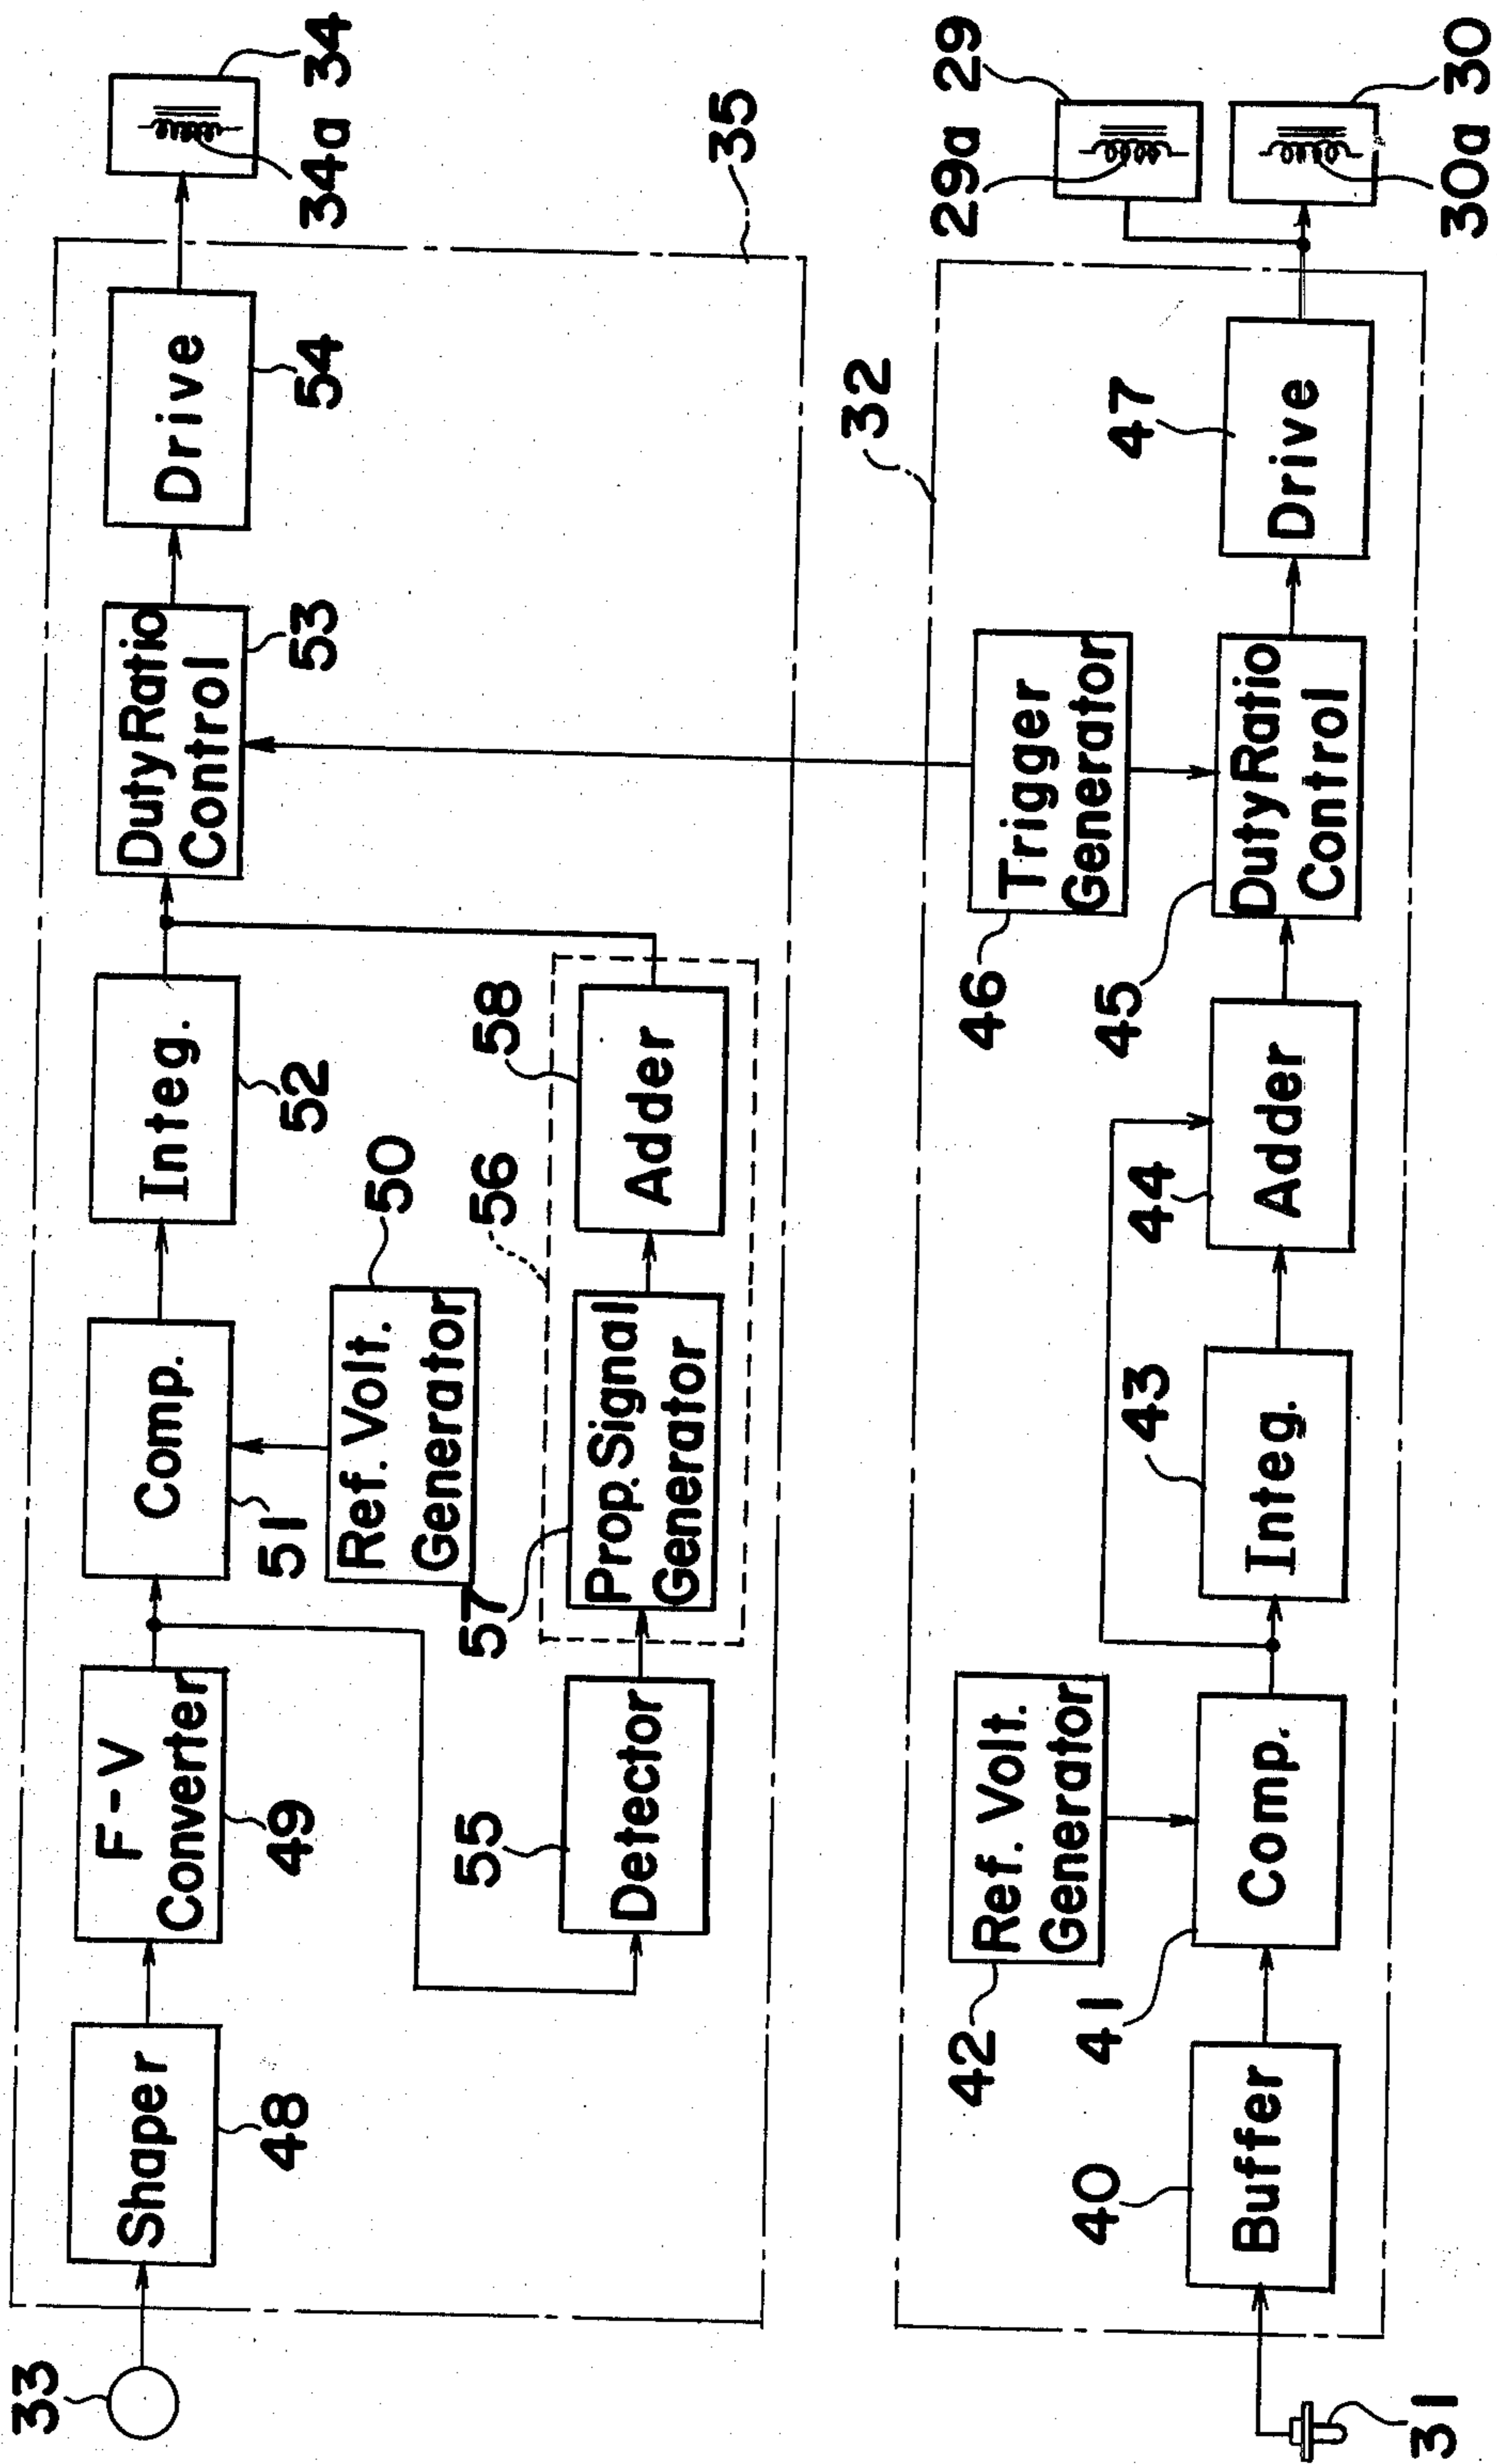 33
Shaper
48
F-V
Converter
49
Comp.
51
Ref. Volt.
Generator
50
Integ.
52
Duty Ratio
Control
53
Drive
54
34
34a
35
Detector
55
56
Prop. Signal
Generator
57
Adder
58
31
Buffer
40
Comp.
41
Ref. Volt.
Generator
42
Integ.
43
Adder
44
Duty Ratio
Control
45
Trigger
Generator
46
Drive
47
32
29
29a
30
30a